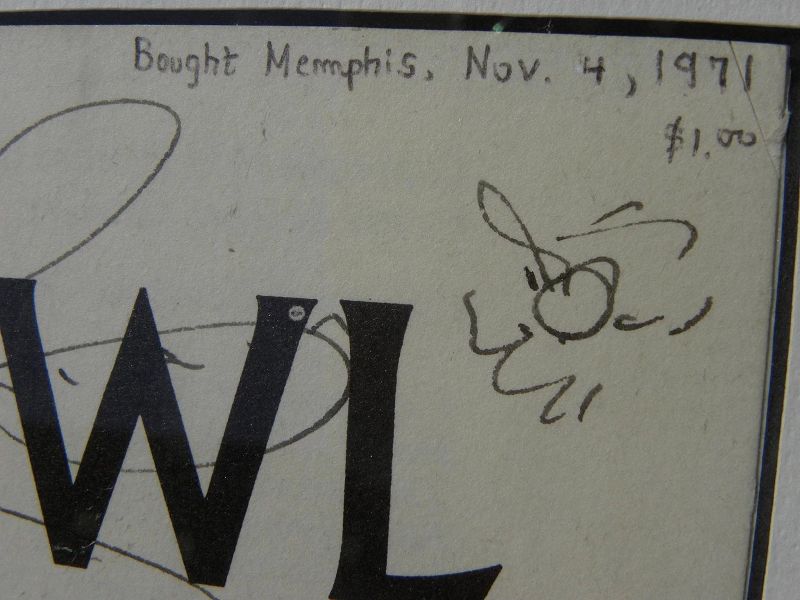 Bought Memphis, Nov. 4, 1971
$1.00
WL